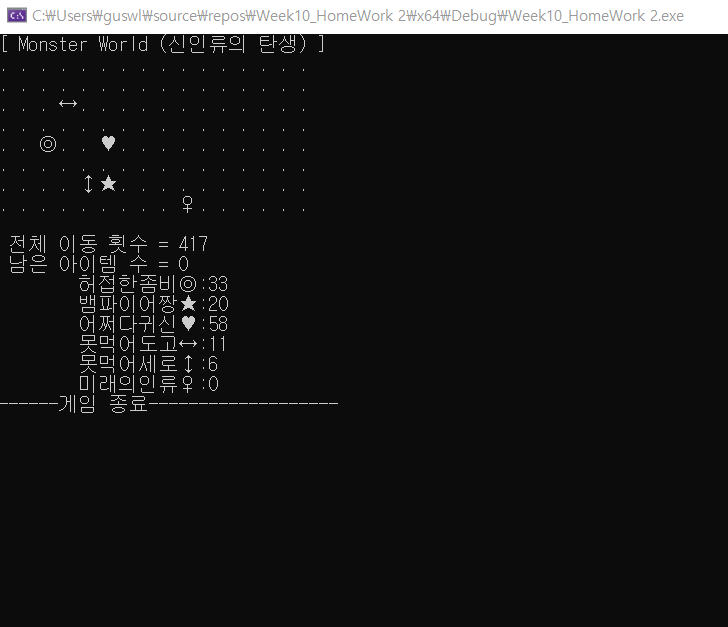 C:\Users\guswl\source\repos\Week10_HomeWork 2\x64\Debug\Week10_HomeWork 2.exe
[ Monster World (신인류의 탄생) ]
. . . . . . . . . . . . . . . .
. . . . . . . . . . . . . . . .
. . . ↔. . . . . . . . . . . .
. . . . . . . . . . . . . . . .
. . ◎. . ♥. . . . . . . . . .
. . . . . . . . . . . . . . . .
. . . . ↕★. . . . . . . . . .
. . . . . . . . . ♀. . . . . .
전체 이동 횟수 = 417
남은 아이템 수 = 0
허접한좀비◎:33
뱀파이어짱★:20
어쩌다귀신♥:58
못먹어도고↔:11
못먹어세로↕:6
미래의인류♀:0
------게임 종료-------------------